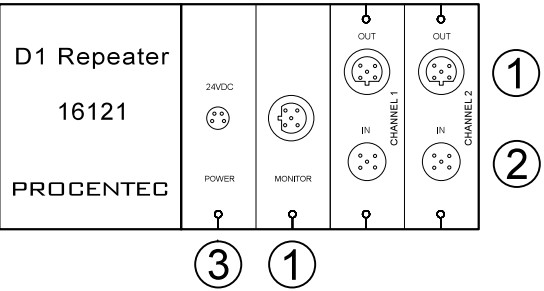 OUT OUT
D1 Repeater
24VDC
16121
CHANNEL 1
CHANNEL 2
1
IN IN
2
PROCENTEC
POWER MONITOR
3 1